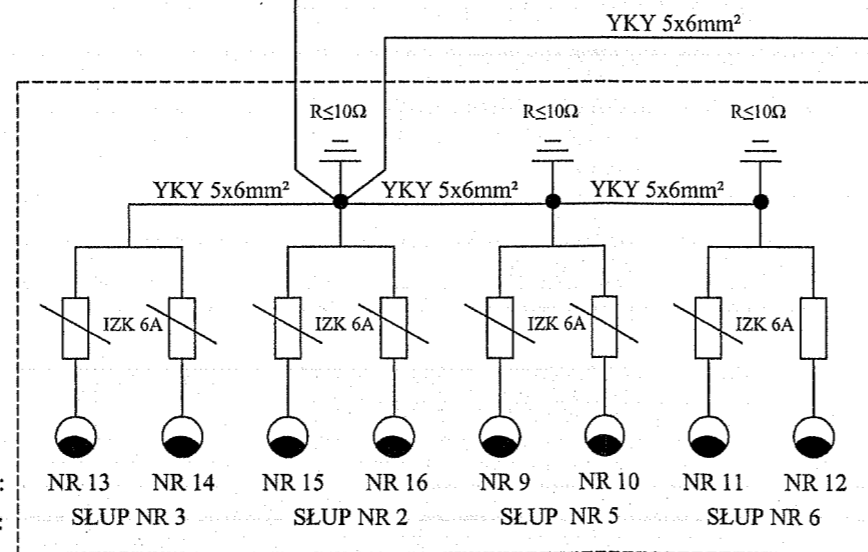 YKY 5x6mm²
R≤10Ω R≤10Ω R≤10Ω
YKY 5x6mm² YKY 5x6mm² YKY 5x6mm²
IZK 6A IZK 6A IZK 6A IZK 6A
: NR 13 NR 14 NR 15 NR 16 NR 9 NR 10 NR 11 NR 12
: SŁUP NR 3 SŁUP NR 2 SŁUP NR 5 SŁUP NR 6